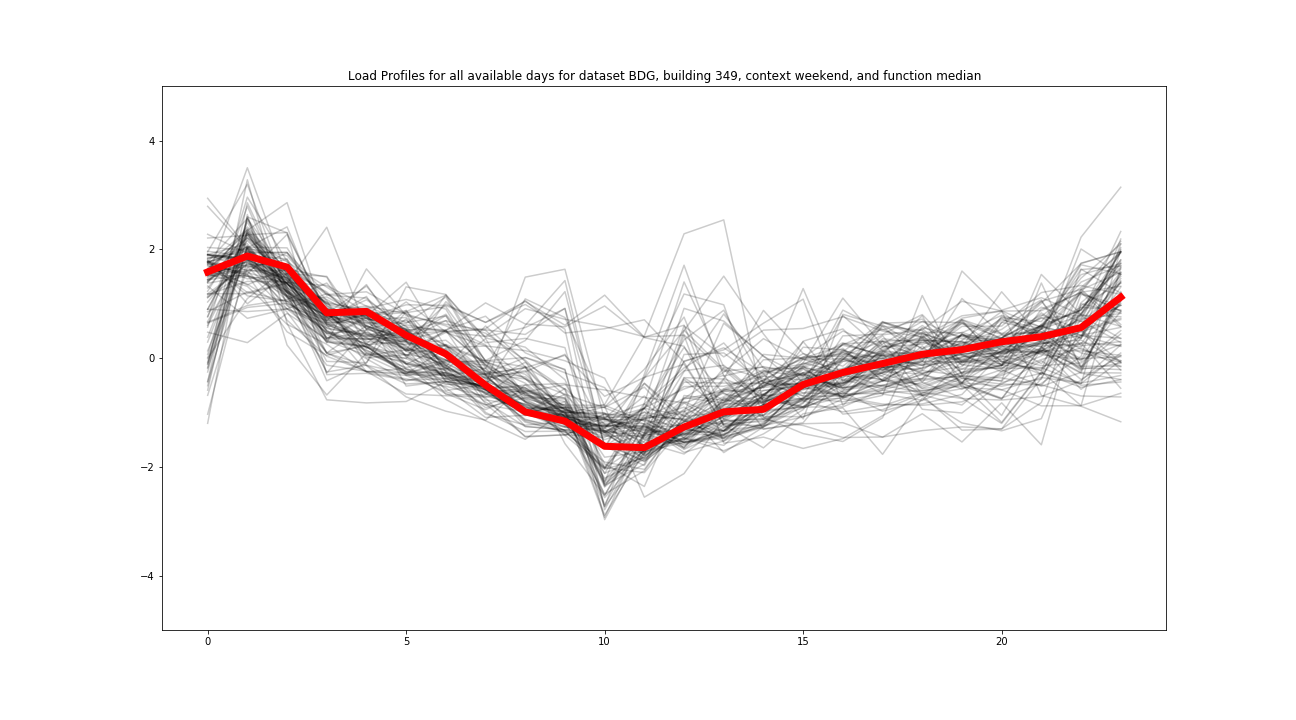 Load Profiles for all available days for dataset BDG, building 349, context weekend, and function median
4
2
0
−2
−4
0 5 10 15 20